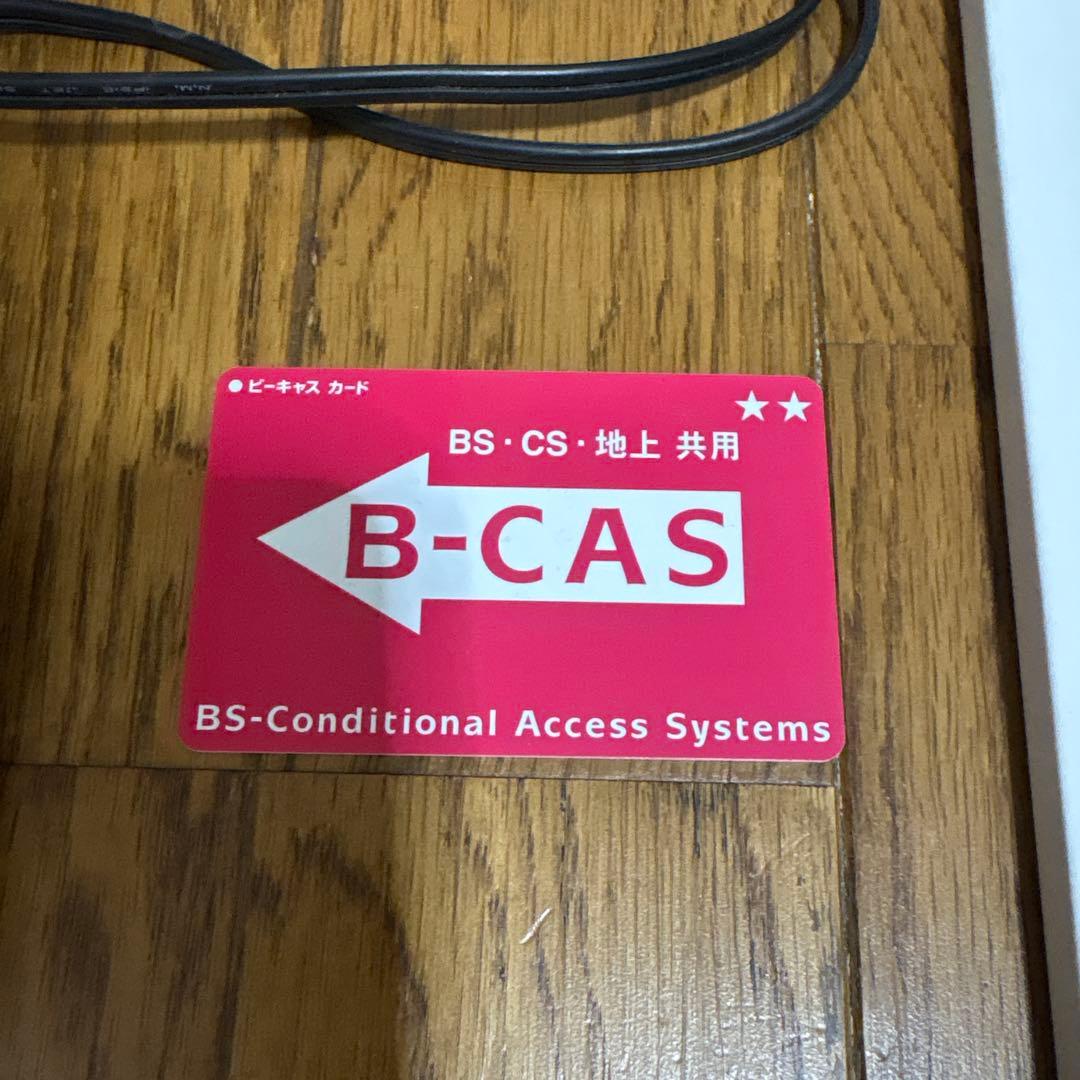 ●ビーキャス カード
★★
BS・CS・地上 共用
B-CAS
BS-Conditional Access Systems